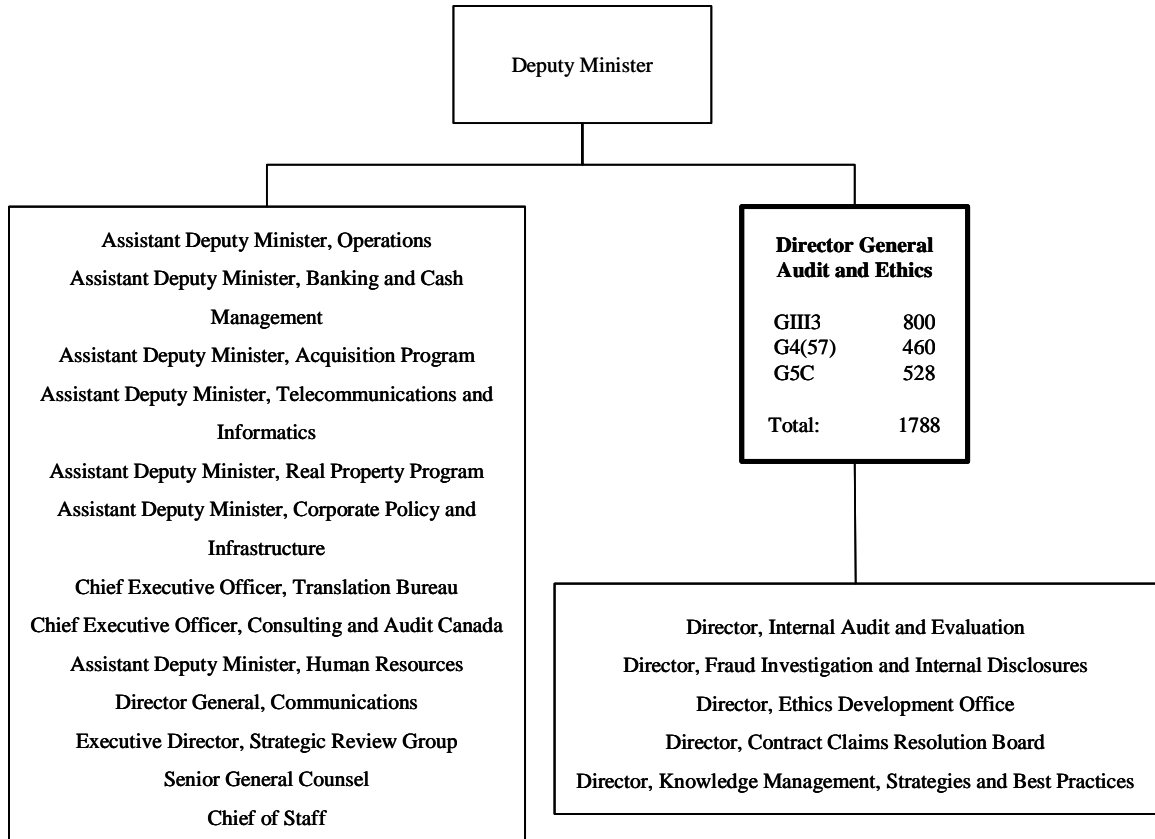 Deputy Minister
Assistant Deputy Minister, Operations
Assistant Deputy Minister, Banking and Cash
Management
Assistant Deputy Minister, Acquisition Program
Assistant Deputy Minister, Telecommunications and
Informatics
Assistant Deputy Minister, Real Property Program
Assistant Deputy Minister, Corporate Policy and
Infrastructure
Chief Executive Officer, Translation Bureau
Chief Executive Officer, Consulting and Audit Canada
Assistant Deputy Minister, Human Resources
Director General, Communications
Executive Director, Strategic Review Group
Senior General Counsel
Chief of Staff
Director General
Audit and Ethics
GIII3 800
G4(57) 460
G5C 528
Total: 1788
Director, Internal Audit and Evaluation
Director, Fraud Investigation and Internal Disclosures
Director, Ethics Development Office
Director, Contract Claims Resolution Board
Director, Knowledge Management, Strategies and Best Practices